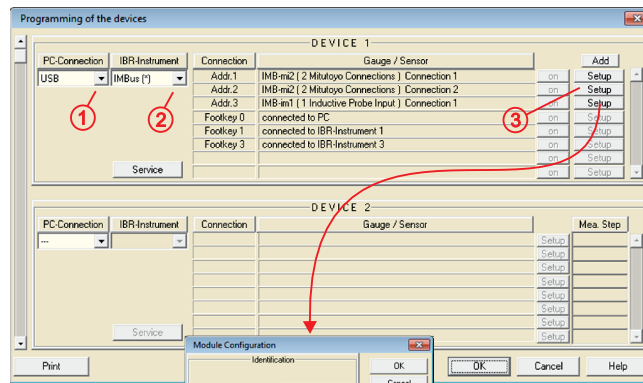 Programming of the devices
DEVICE 1
PC-Connection IBR-Instrument Connection Gauge / Sensor Add
USB IMBus (*) Addr.1 IMB-mi2 ( 2 Mitutoyo Connections ) Connection 1 on Setup
Addr.2 IMB-mi2 ( 2 Mitutoyo Connections ) Connection 2 on Setup
Addr.3 IMB-im1 ( 1 Inductive Probe Input ) Connection 1 on Setup
1 2 Footkey 0 connected to PC 3 on Setup
Footkey 1 connected to IBR-Instrument 1 on Setup
Footkey 3 connected to IBR-Instrument 3 on Setup
on Setup
Service on Setup
DEVICE 2
PC-Connection IBR-Instrument Connection Gauge / Sensor Mea. Step
--- Setup
Setup
Setup
Setup
Setup
Setup
Setup
Service Setup
Module Configuration
Identification
OK
Cancel
Print OK Cancel Help